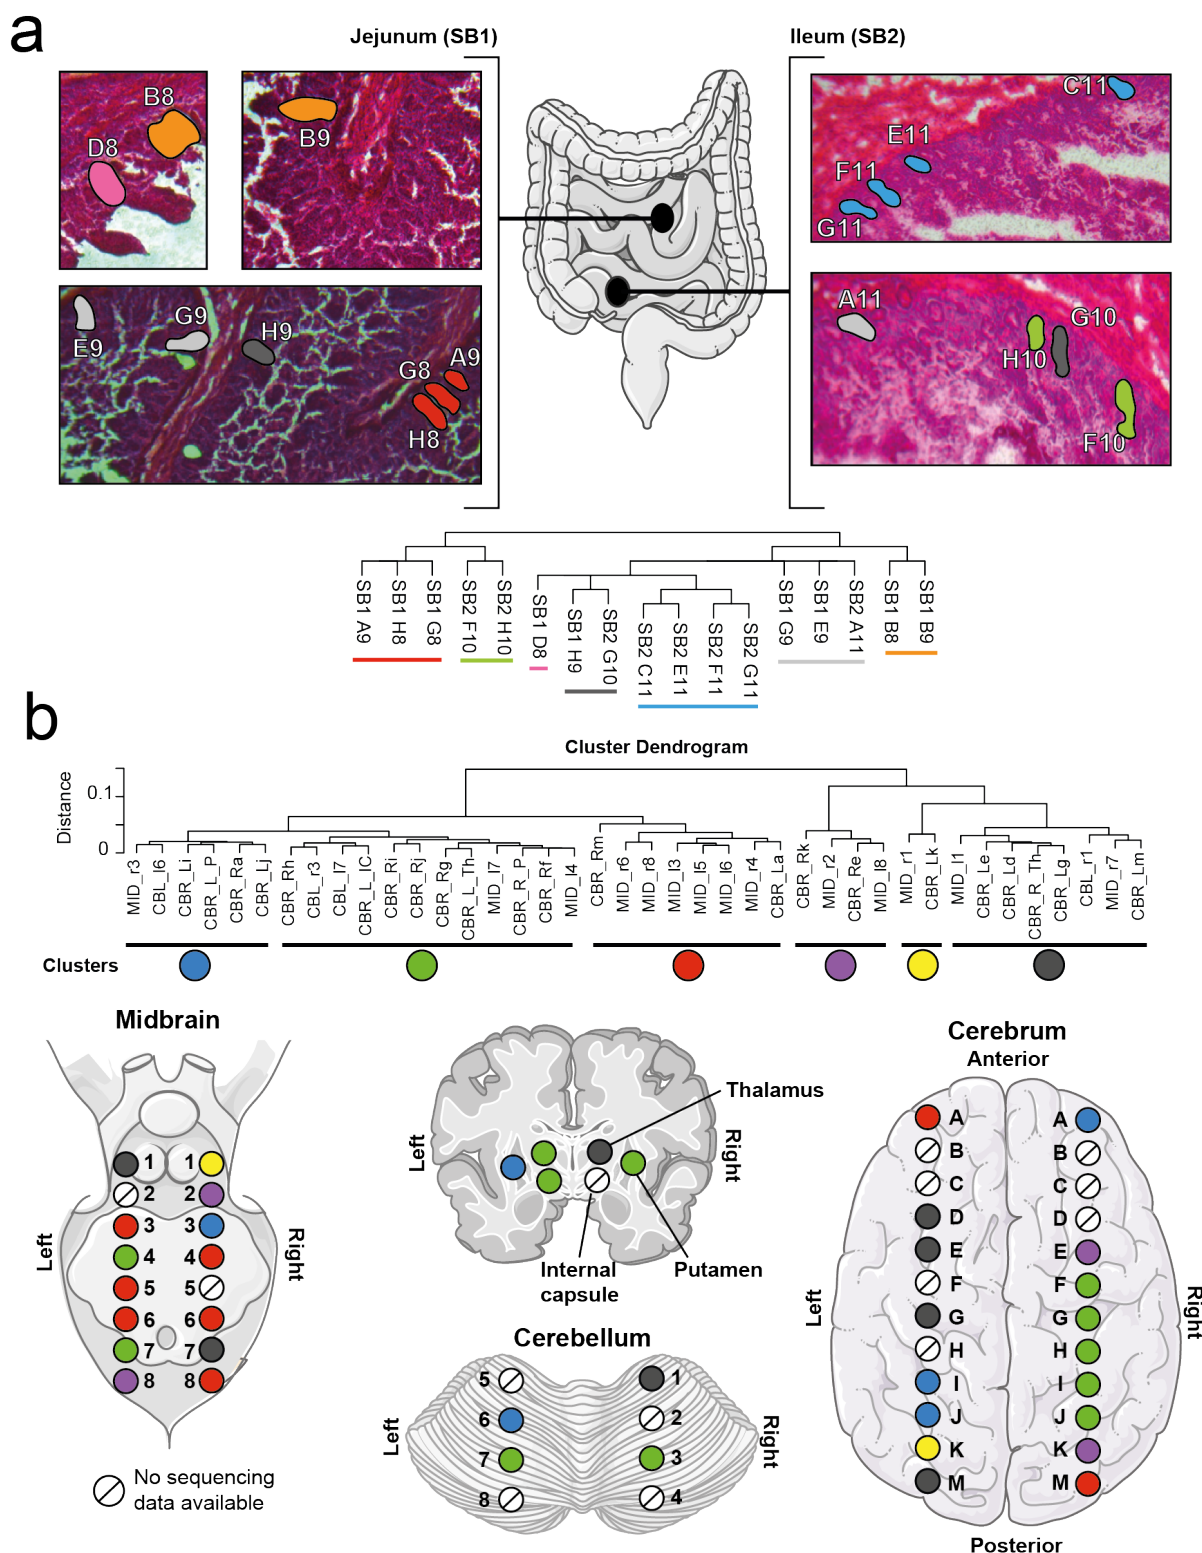 a
Jejunum (SB1)
Ileum (SB2)
B8
D8
B9
C11
E11
F11
G11
E9
G9
H9
G8
A9
H8
A11
G10
H10
F10
SB1 A9
SB1 H8
SB1 G8
SB2 F10
SB2 H10
SB1 D8
SB1 H9
SB2 G10
SB2 C11
SB2 E11
SB2 F11
SB2 G11
SB1 G9
SB1 E9
SB2 A11
SB1 B8
SB1 B9
b
Cluster Dendrogram
Distance
0.1
0
MID_r3
CBL_l6
CBR_Li
CBR_L_P
CBR_Ra
CBR_Lj
CBR_Rh
CBL_r3
CBL_l7
CBR_L_IC
CBR_Ri
CBR_Rj
CBR_Rg
CBR_L_Th
MID_l7
CBR_R_P
CBR_Rf
MID_l4
CBR_Rm
MID_r6
MID_r8
MID_l3
MID_l5
MID_l6
MID_r4
CBR_La
CBR_Rk
MID_r2
CBR_Re
MID_l8
MID_r1
CBR_Lk
MID_l1
CBR_Le
CBR_Ld
CBR_R_Th
CBR_Lg
CBL_r1
MID_r7
CBR_Lm
Clusters
Midbrain
Left
Right
1 1
2 2
3 3
4 4
5 5
6 6
7 7
8 8
No sequencing
data available
Left
Right
Thalamus
Internal
capsule
Putamen
Cerebellum
Left
Right
5 1
6 2
7 3
8 4
Cerebrum
Anterior
Left
Right
A A
B B
C C
D D
E E
F F
G G
H H
I I
J J
K K
M M
Posterior